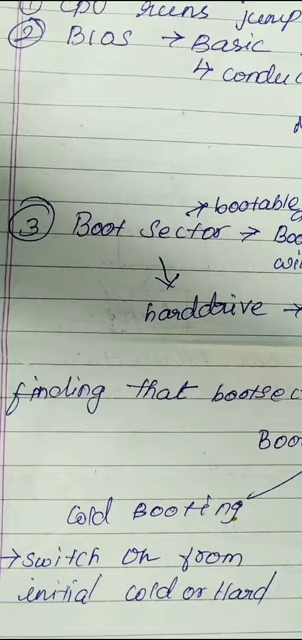 ① CPU runs jump
② BIOS → Basic
↳ conduc
→ bootable
③ Boot Sector → Boo
wi
↓
harddrive →
finding that bootsec
Boo
Cold Booting
→ switch on from
initial cold or Hard